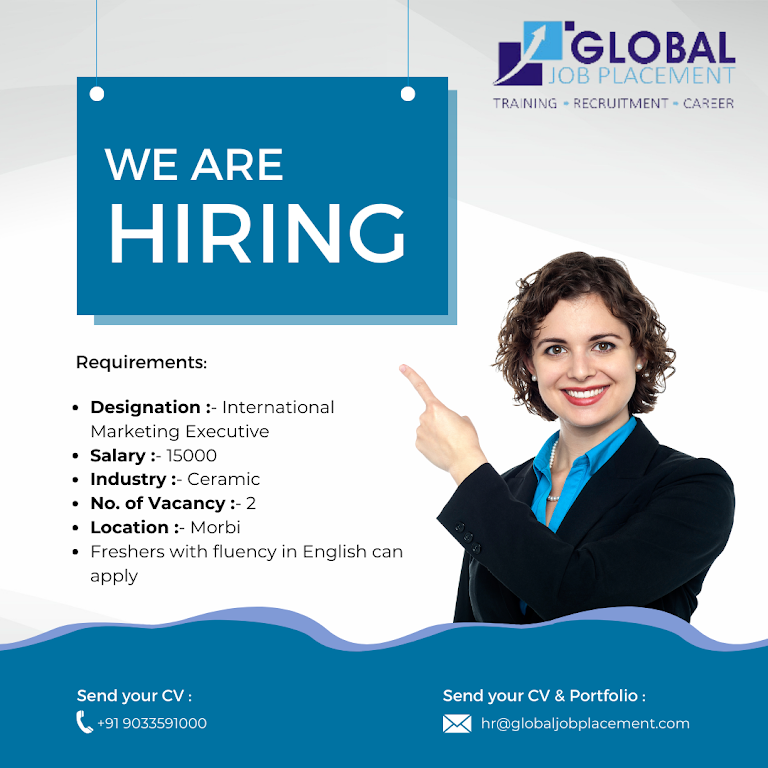 GLOBAL
JOB PLACEMENT
TRAINING • RECRUITMENT • CAREER
WE ARE
HIRING
Requirements:
• Designation :- International
Marketing Executive
• Salary :- 15000
• Industry :- Ceramic
• No. of Vacancy :- 2
• Location :- Morbi
• Freshers with fluency in English can
apply
Send your CV :
+91 9033591000
Send your CV & Portfolio :
hr@globaljobplacement.com